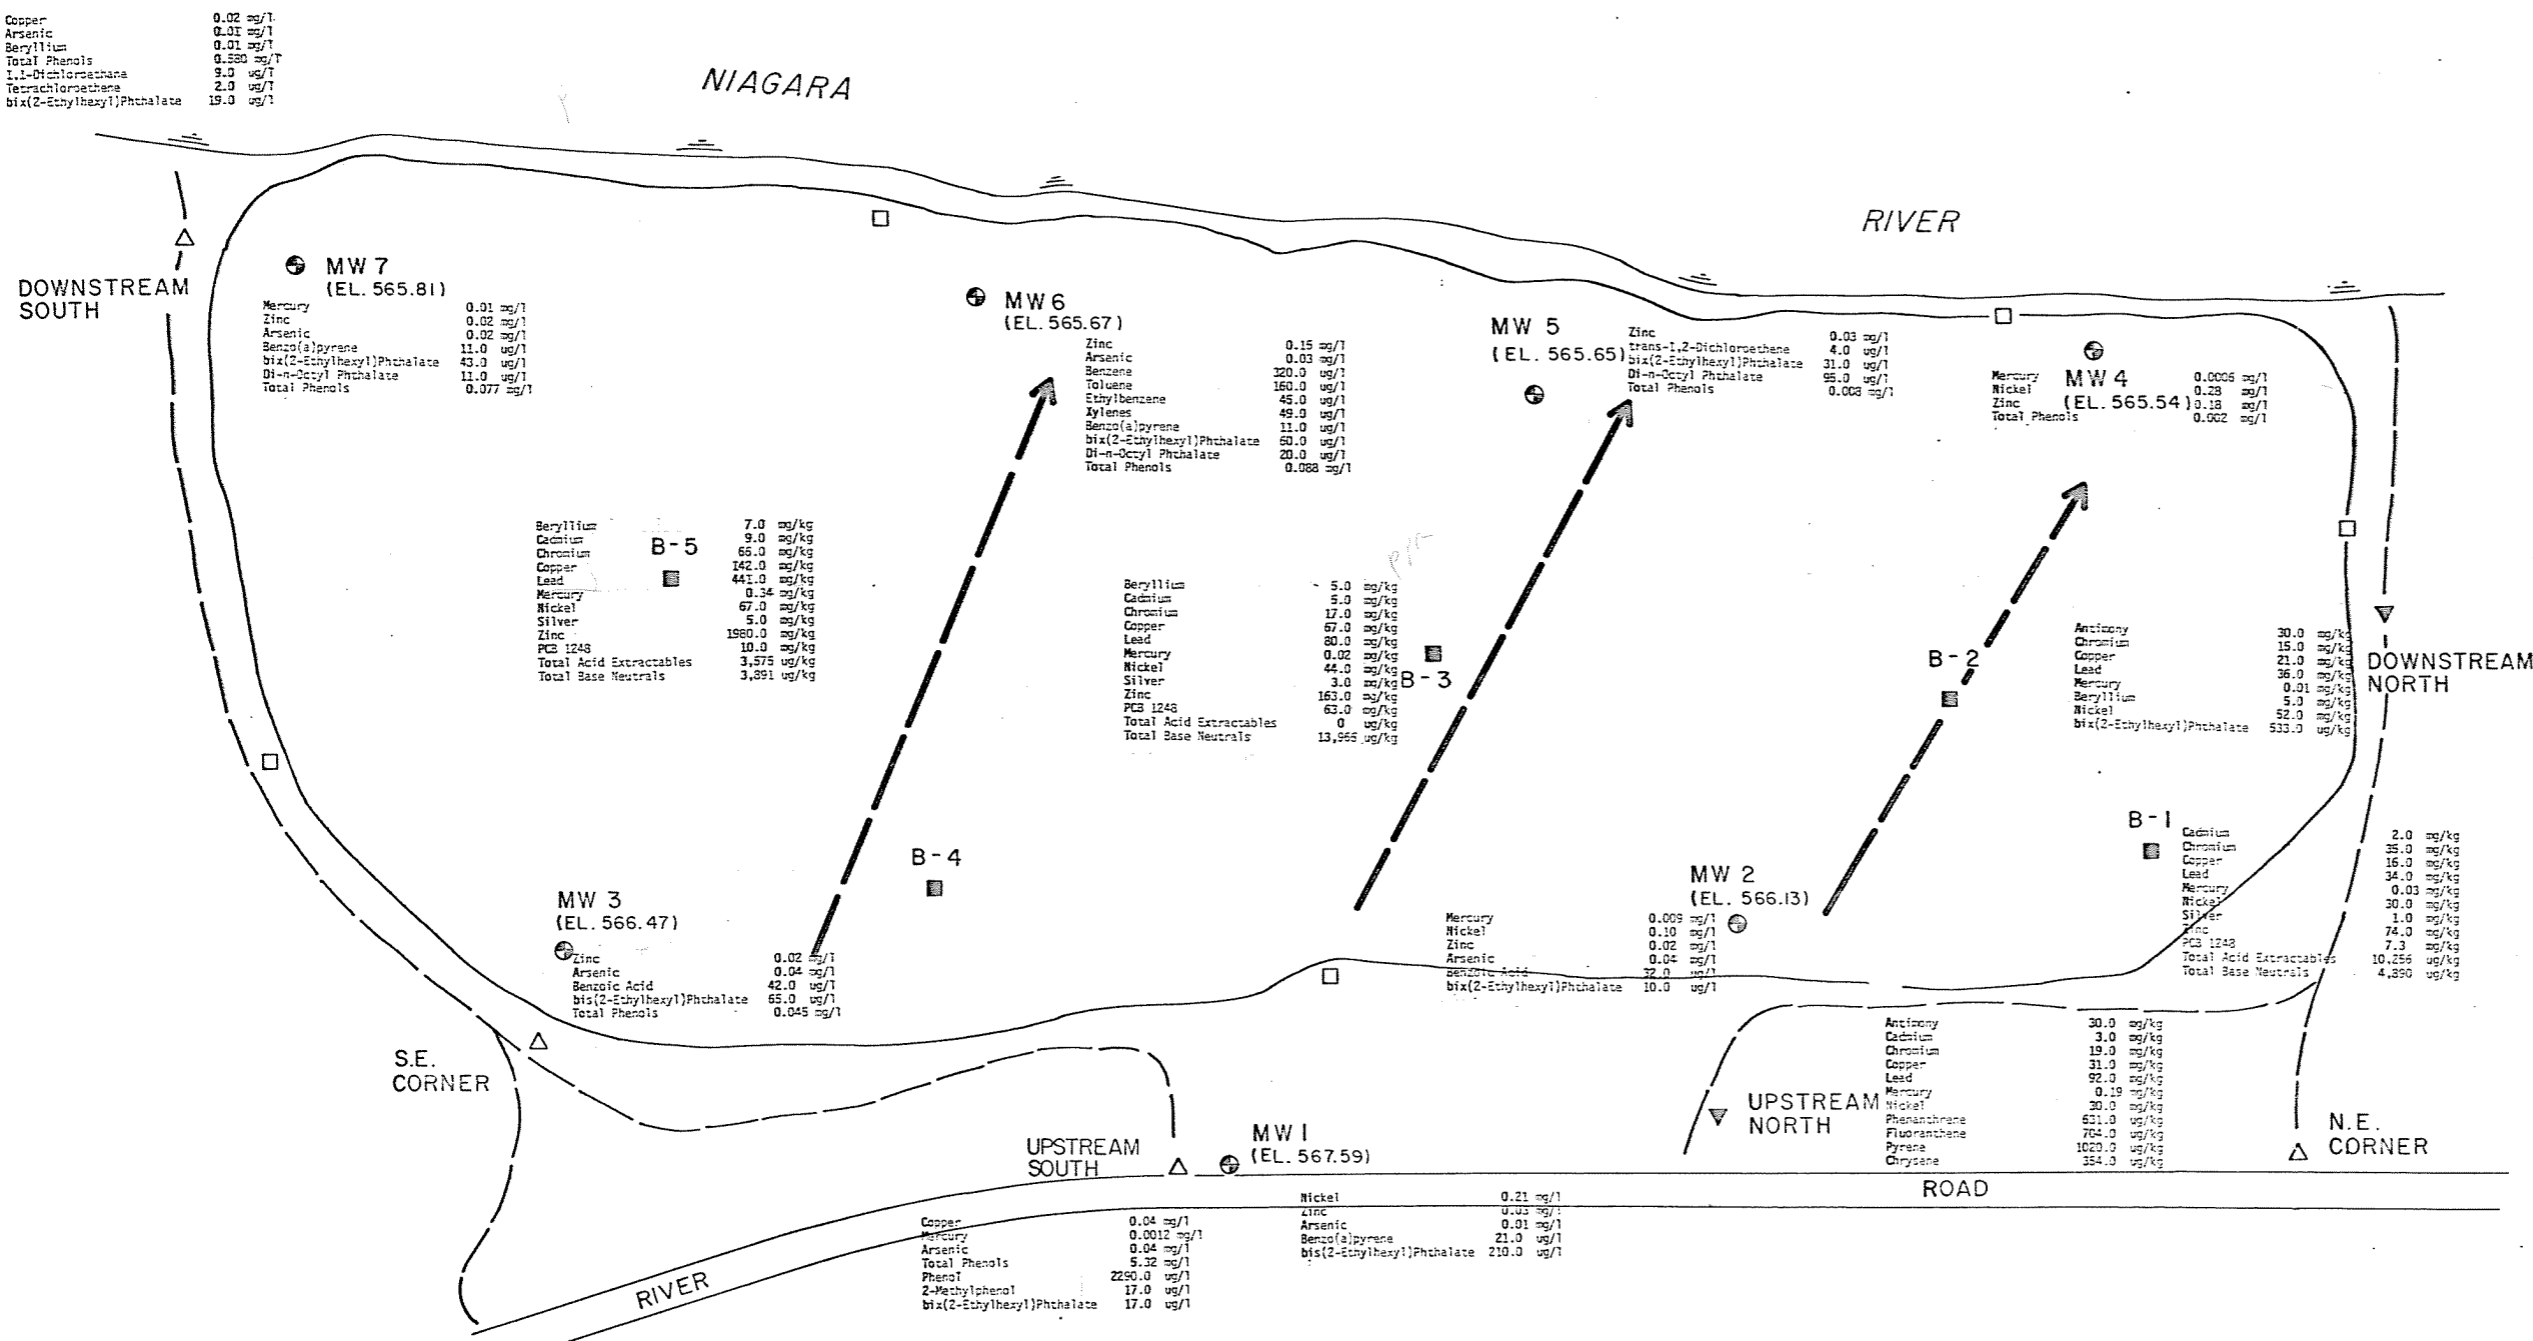 Copper 0.02 mg/l
Arsenic 0.01 mg/l
Beryllium 0.01 mg/l
Total Phenols 0.580 mg/l
1,1-Dichloroethane 9.0 ug/l
Tetrachloroethene 2.0 ug/l
bix(2-Ethylhexyl)Phthalate 19.0 ug/l
NIAGARA
RIVER
DOWNSTREAM
SOUTH
MW 7
(EL. 565.81)
Mercury 0.01 mg/l
Zinc 0.02 mg/l
Arsenic 0.02 mg/l
Benzo(a)pyrene 11.0 ug/l
bix(2-Ethylhexyl)Phthalate 43.0 ug/l
Di-n-Octyl Phthalate 11.0 ug/l
Total Phenols 0.077 mg/l
MW 6
(EL. 565.67)
Zinc 0.15 mg/l
Arsenic 0.03 mg/l
Benzene 320.0 ug/l
Toluene 160.0 ug/l
Ethylbenzene 45.0 ug/l
Xylenes 49.0 ug/l
Benzo(a)pyrene 11.0 ug/l
bix(2-Ethylhexyl)Phthalate 60.0 ug/l
Di-n-Octyl Phthalate 20.0 ug/l
Total Phenols 0.088 mg/l
MW 5
(EL. 565.65)
Zinc 0.03 mg/l
trans-1,2-Dichloroethene 4.0 ug/l
bix(2-Ethylhexyl)Phthalate 31.0 ug/l
Di-n-Octyl Phthalate 95.0 ug/l
Total Phenols 0.008 mg/l
MW 4
(EL. 565.54)
Mercury 0.0006 mg/l
Nickel 0.28 mg/l
Zinc 0.18 mg/l
Total Phenols 0.002 mg/l
B-5
Beryllium 7.0 mg/kg
Cadmium 9.0 mg/kg
Chromium 66.0 mg/kg
Copper 142.0 mg/kg
Lead 441.0 mg/kg
Mercury 0.34 mg/kg
Nickel 67.0 mg/kg
Silver 5.0 mg/kg
Zinc 1980.0 mg/kg
PCB 1248 10.0 mg/kg
Total Acid Extractables 3,575 ug/kg
Total Base Neutrals 3,891 ug/kg
B-3
Beryllium 5.0 mg/kg
Cadmium 5.0 mg/kg
Chromium 17.0 mg/kg
Copper 67.0 mg/kg
Lead 80.0 mg/kg
Mercury 0.02 mg/kg
Nickel 44.0 mg/kg
Silver 3.0 mg/kg
Zinc 163.0 mg/kg
PCB 1248 63.0 mg/kg
Total Acid Extractables 0 ug/kg
Total Base Neutrals 13,966 ug/kg
B-2
Antimony 30.0 mg/kg
Chromium 15.0 mg/kg
Copper 21.0 mg/kg
Lead 36.0 mg/kg
Mercury 0.01 mg/kg
Beryllium 5.0 mg/kg
Nickel 52.0 mg/kg
bix(2-Ethylhexyl)Phthalate 533.0 ug/kg
DOWNSTREAM
NORTH
B-1
Cadmium 2.0 mg/kg
Chromium 35.0 mg/kg
Copper 16.0 mg/kg
Lead 34.0 mg/kg
Mercury 0.03 mg/kg
Nickel 30.0 mg/kg
Silver 1.0 mg/kg
Zinc 74.0 mg/kg
PCB 1248 7.3 mg/kg
Total Acid Extractables 10,256 ug/kg
Total Base Neutrals 4,890 ug/kg
B-4
MW 3
(EL. 566.47)
Zinc 0.02 mg/l
Arsenic 0.04 mg/l
Benzoic Acid 42.0 ug/l
bis(2-Ethylhexyl)Phthalate 65.0 ug/l
Total Phenols 0.045 mg/l
MW 2
(EL. 566.13)
Mercury 0.009 mg/l
Nickel 0.10 mg/l
Zinc 0.02 mg/l
Arsenic 0.04 mg/l
Benzoic Acid 32.0 ug/l
bix(2-Ethylhexyl)Phthalate 10.0 ug/l
S.E.
CORNER
UPSTREAM
SOUTH
MW 1
(EL. 567.59)
UPSTREAM
NORTH
Antimony 30.0 mg/kg
Cadmium 3.0 mg/kg
Chromium 19.0 mg/kg
Copper 31.0 mg/kg
Lead 92.0 mg/kg
Mercury 0.19 mg/kg
Nickel 30.0 mg/kg
Phenanthrene 631.0 ug/kg
Fluoranthene 704.0 ug/kg
Pyrene 1020.0 ug/kg
Chrysene 354.0 ug/kg
N.E.
CORNER
ROAD
Nickel 0.21 mg/l
Zinc 0.03 mg/l
Arsenic 0.01 mg/l
Benzo(a)pyrene 21.0 ug/l
bis(2-Ethylhexyl)Phthalate 210.0 ug/l
Copper 0.04 mg/l
Mercury 0.0012 mg/l
Arsenic 0.04 mg/l
Total Phenols 5.32 mg/l
Phenol 2290.0 ug/l
2-Methylphenol 17.0 ug/l
bix(2-Ethylhexyl)Phthalate 17.0 ug/l
RIVER